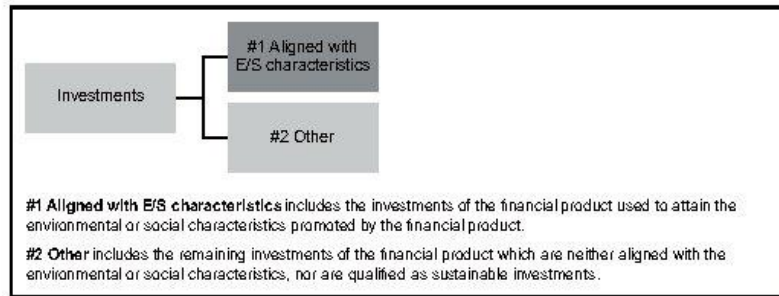 #1 Aligned with
E/S characteristics
Investments
#2 Other
#1 Aligned with E/S characteristics includes the investments of the financial product used to attain the
environmental or social characteristics promoted by the financial product.
#2 Other includes the remaining investments of the financial product which are neither aligned with the
environmental or social characteristics, nor are qualified as sustainable investments.